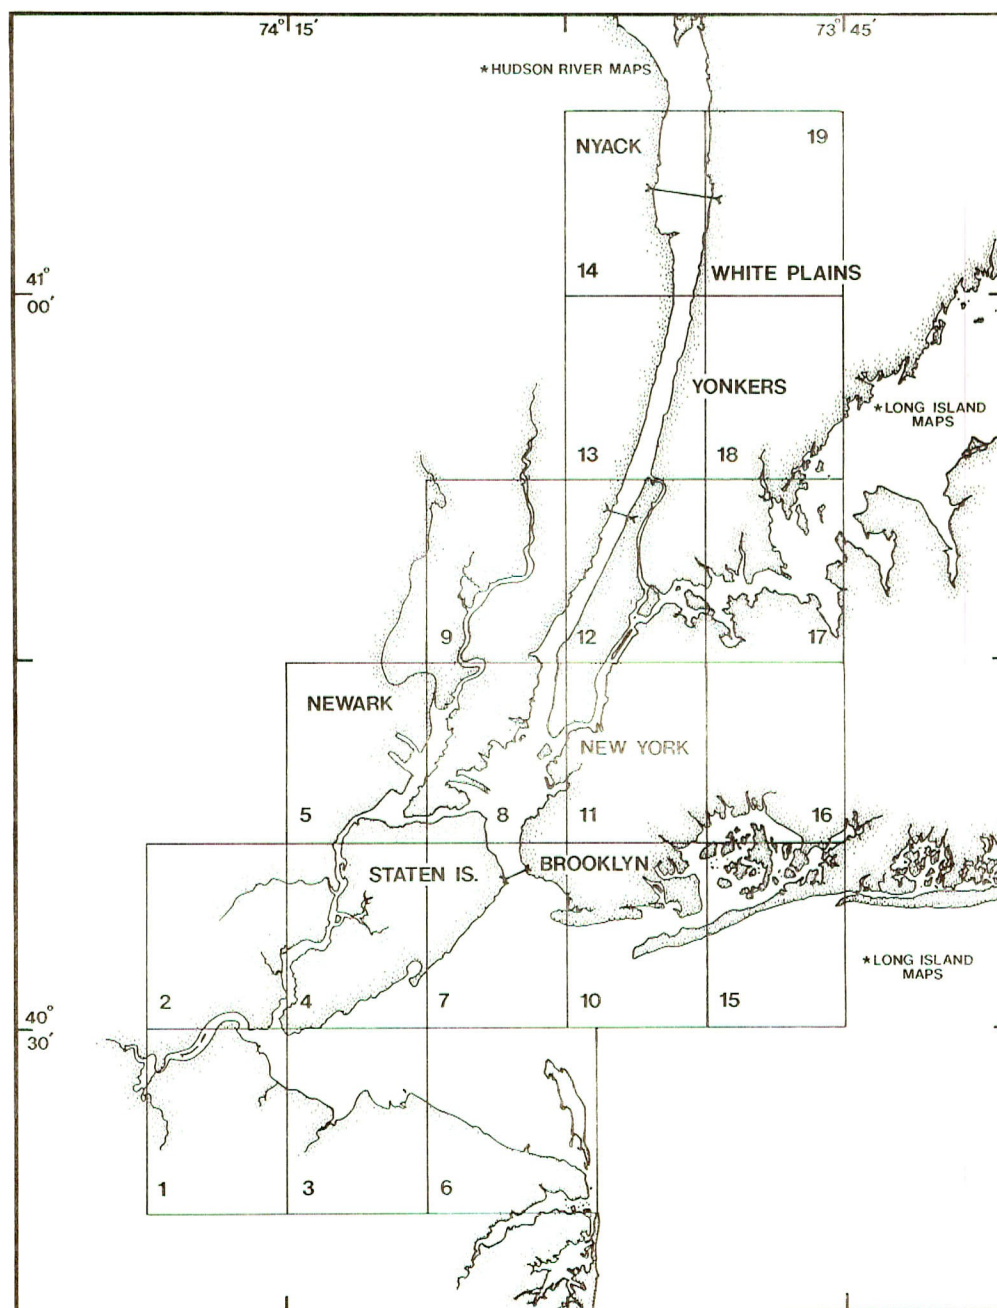 74° 15′
73° 45′
*HUDSON RIVER MAPS
19
NYACK
14
WHITE PLAINS
41° 00′
YONKERS
*LONG ISLAND
MAPS
13
18
9
12
17
NEWARK
NEW YORK
5
8
11
16
STATEN IS.
BROOKLYN
*LONG ISLAND
MAPS
2
4
7
10
15
40° 30′
1
3
6